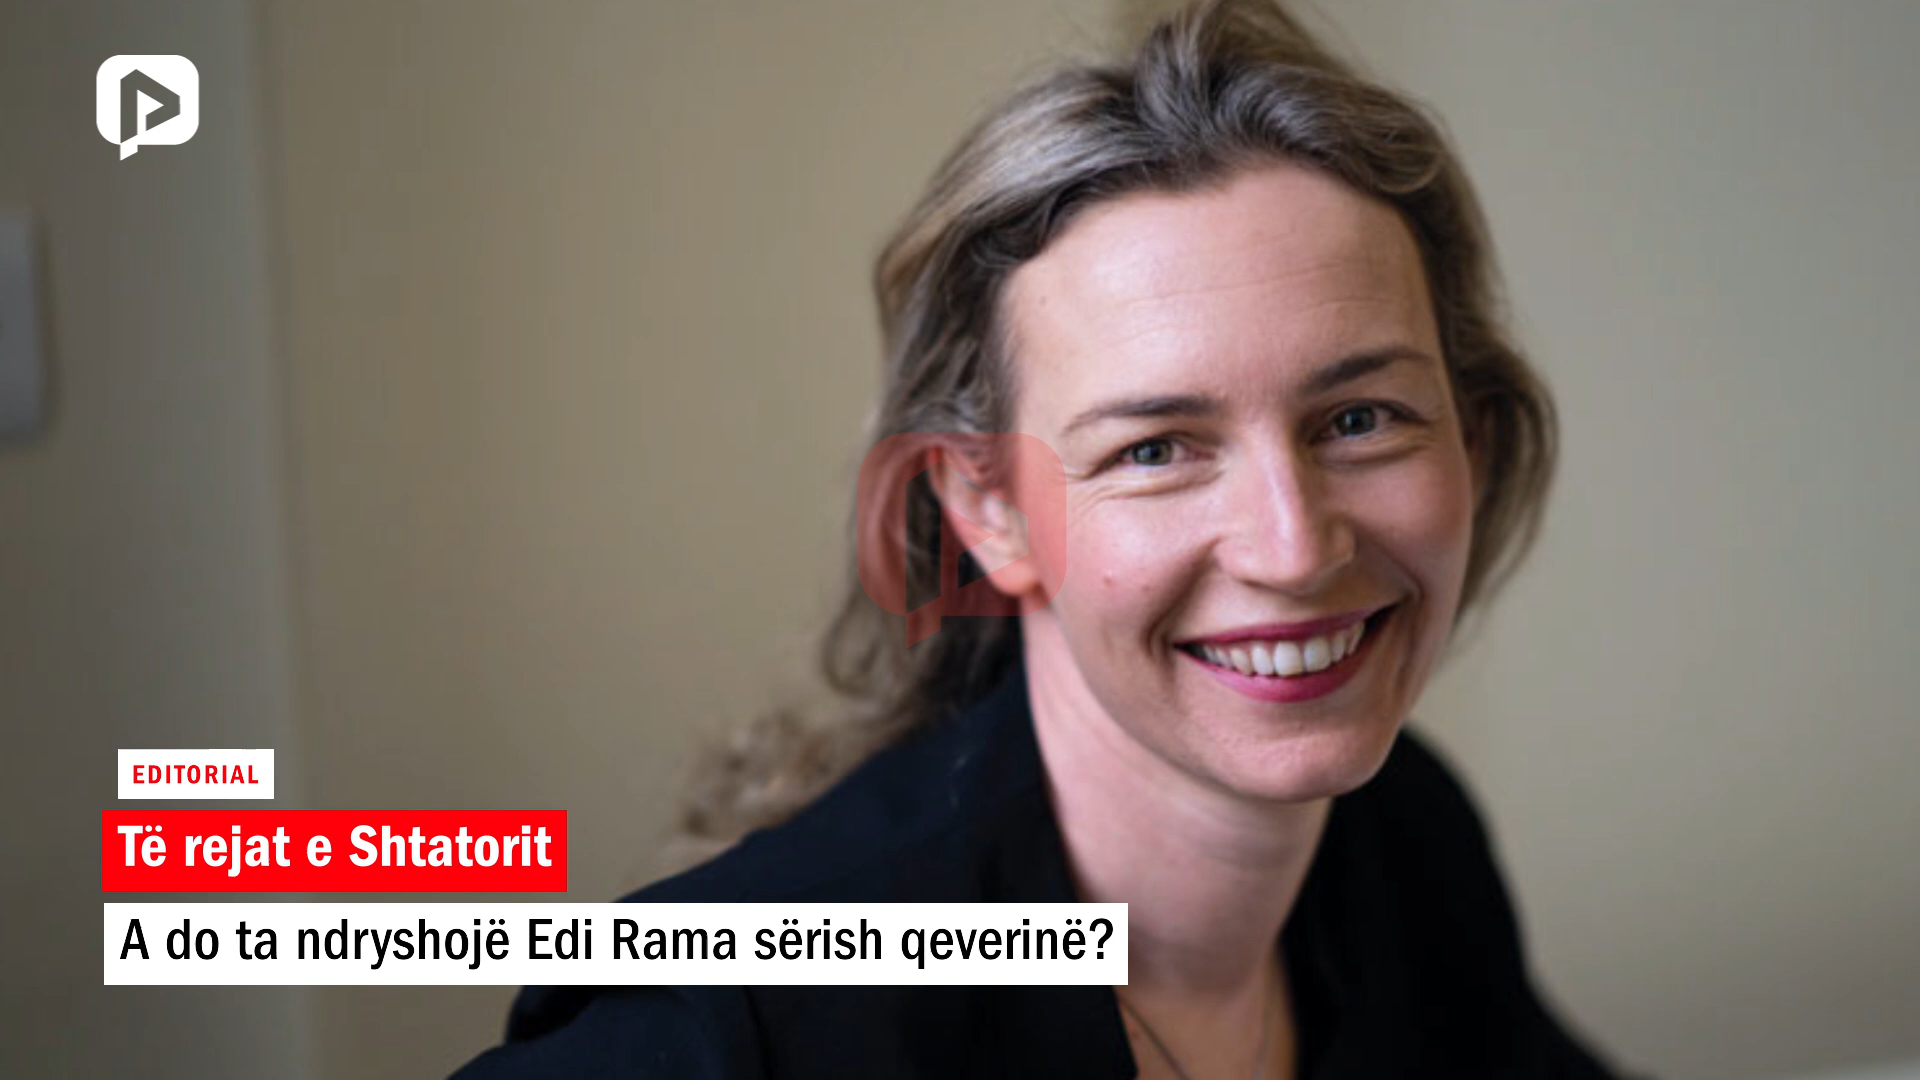 EDITORIAL
Të rejat e Shtatorit
A do ta ndryshojë Edi Rama sërish qeverinë?